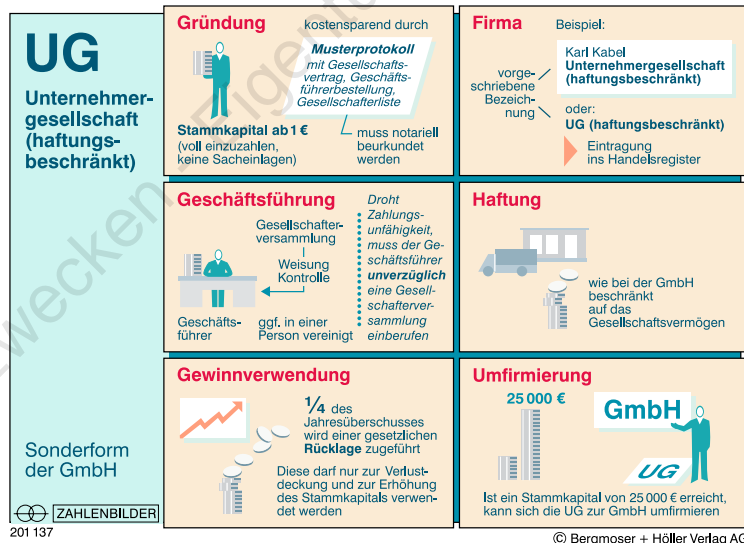 UG
Unternehmer-
gesellschaft
(haftungs-
beschränkt)
Sonderform
der GmbH
ZAHLENBILDER
201 137
Gründung
kostensparend durch
Musterprotokoll
mit Gesellschafts-
vertrag, Geschäfts-
führerbestellung,
Gesellschafterliste
Stammkapital ab 1 €
(voll einzuzahlen,
keine Sacheinlagen)
muss notariell
beurkundet
werden
Firma
Beispiel:
Karl Kabel
Unternehmergesellschaft
(haftungsbeschränkt)
vorge-
schriebene
Bezeich-
nung
oder:
UG (haftungsbeschränkt)
Eintragung
ins Handelsregister
Geschäftsführung
Gesellschafter-
versammlung
Weisung
Kontrolle
Geschäfts-
führer
ggf. in einer
Person vereinigt
Droht
Zahlungs-
unfähigkeit,
muss der Ge-
schäftsführer
unverzüglich
eine Gesell-
schafterver-
sammlung
einberufen
Haftung
wie bei der GmbH
beschränkt
auf das
Gesellschaftsvermögen
Gewinnverwendung
1/4 des
Jahresüberschusses
wird einer gesetzlichen
Rücklage zugeführt
Diese darf nur zur Verlust-
deckung und zur Erhöhung
des Stammkapitals verwen-
det werden
Umfirmierung
25 000 €
GmbH
UG
Ist ein Stammkapital von 25 000 € erreicht,
kann sich die UG zur GmbH umfirmieren
© Bergmoser + Höller Verlag AG